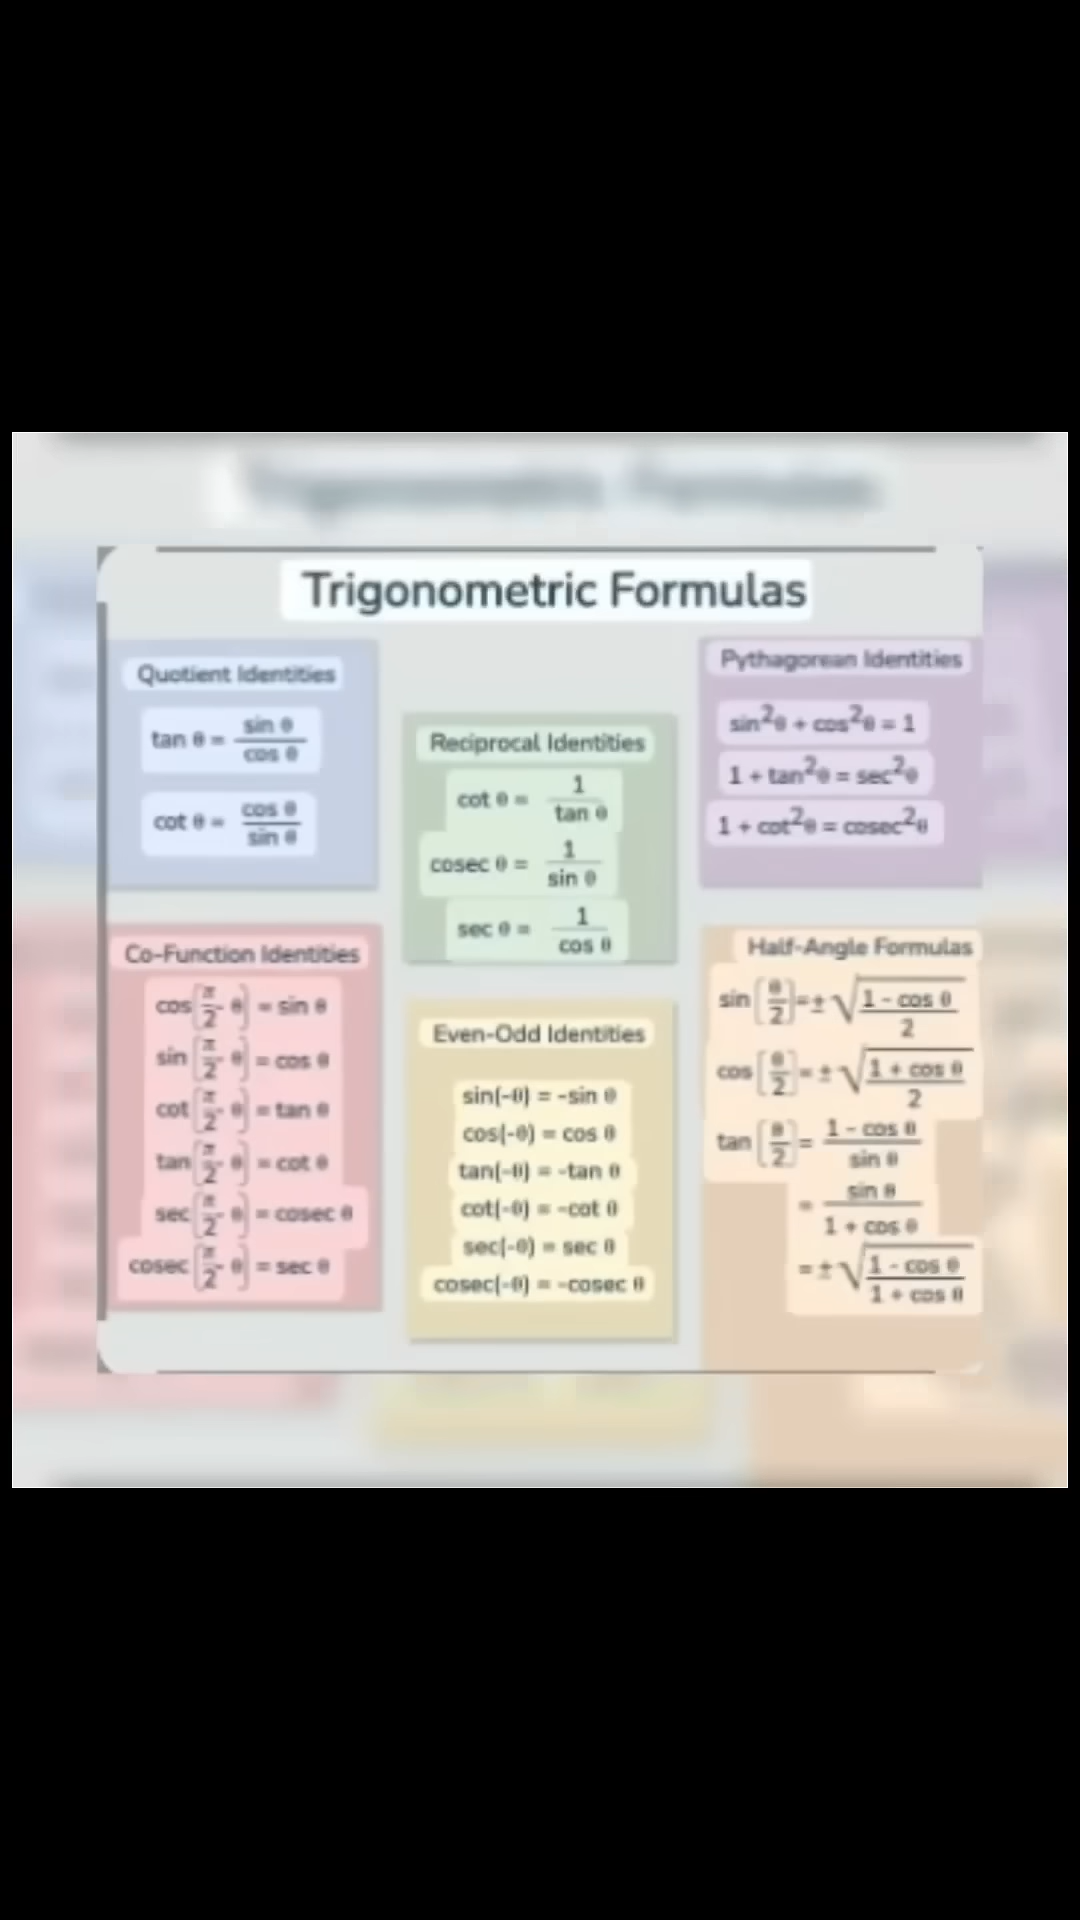 Trigonometric Formulas
Quotient Identities
tan θ = sin θ / cos θ
cot θ = cos θ / sin θ
Reciprocal Identities
cot θ = 1 / tan θ
cosec θ = 1 / sin θ
sec θ = 1 / cos θ
Pythagorean Identities
sin²θ + cos²θ = 1
1 + tan²θ = sec²θ
1 + cot²θ = cosec²θ
Co-Function Identities
cos(π/2 - θ) = sin θ
sin(π/2 - θ) = cos θ
cot(π/2 - θ) = tan θ
tan(π/2 - θ) = cot θ
sec(π/2 - θ) = cosec θ
cosec(π/2 - θ) = sec θ
Even-Odd Identities
sin(-θ) = -sin θ
cos(-θ) = cos θ
tan(-θ) = -tan θ
cot(-θ) = -cot θ
sec(-θ) = sec θ
cosec(-θ) = -cosec θ
Half-Angle Formulas
sin(θ/2) = ± √((1 - cos θ) / 2)
cos(θ/2) = ± √((1 + cos θ) / 2)
tan(θ/2) = (1 - cos θ) / sin θ
= sin θ / (1 + cos θ)
= ± √((1 - cos θ) / (1 + cos θ))